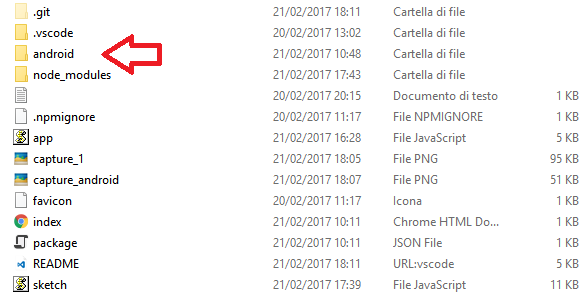 .git 21/02/2017 18:11 Cartella di file
.vscode 20/02/2017 13:02 Cartella di file
android 21/02/2017 10:48 Cartella di file
node_modules 21/02/2017 17:43 Cartella di file
20/02/2017 20:15 Documento di testo 1 KB
.npmignore 20/02/2017 11:17 File NPMIGNORE 1 KB
app 21/02/2017 16:28 File JavaScript 5 KB
capture_1 21/02/2017 18:05 File PNG 95 KB
capture_android 21/02/2017 18:07 File PNG 51 KB
favicon 20/02/2017 11:17 Icona 1 KB
index 21/02/2017 10:11 Chrome HTML Do... 1 KB
package 21/02/2017 10:11 JSON File 1 KB
README 21/02/2017 18:11 URL:vscode 5 KB
sketch 21/02/2017 17:39 File JavaScript 11 KB